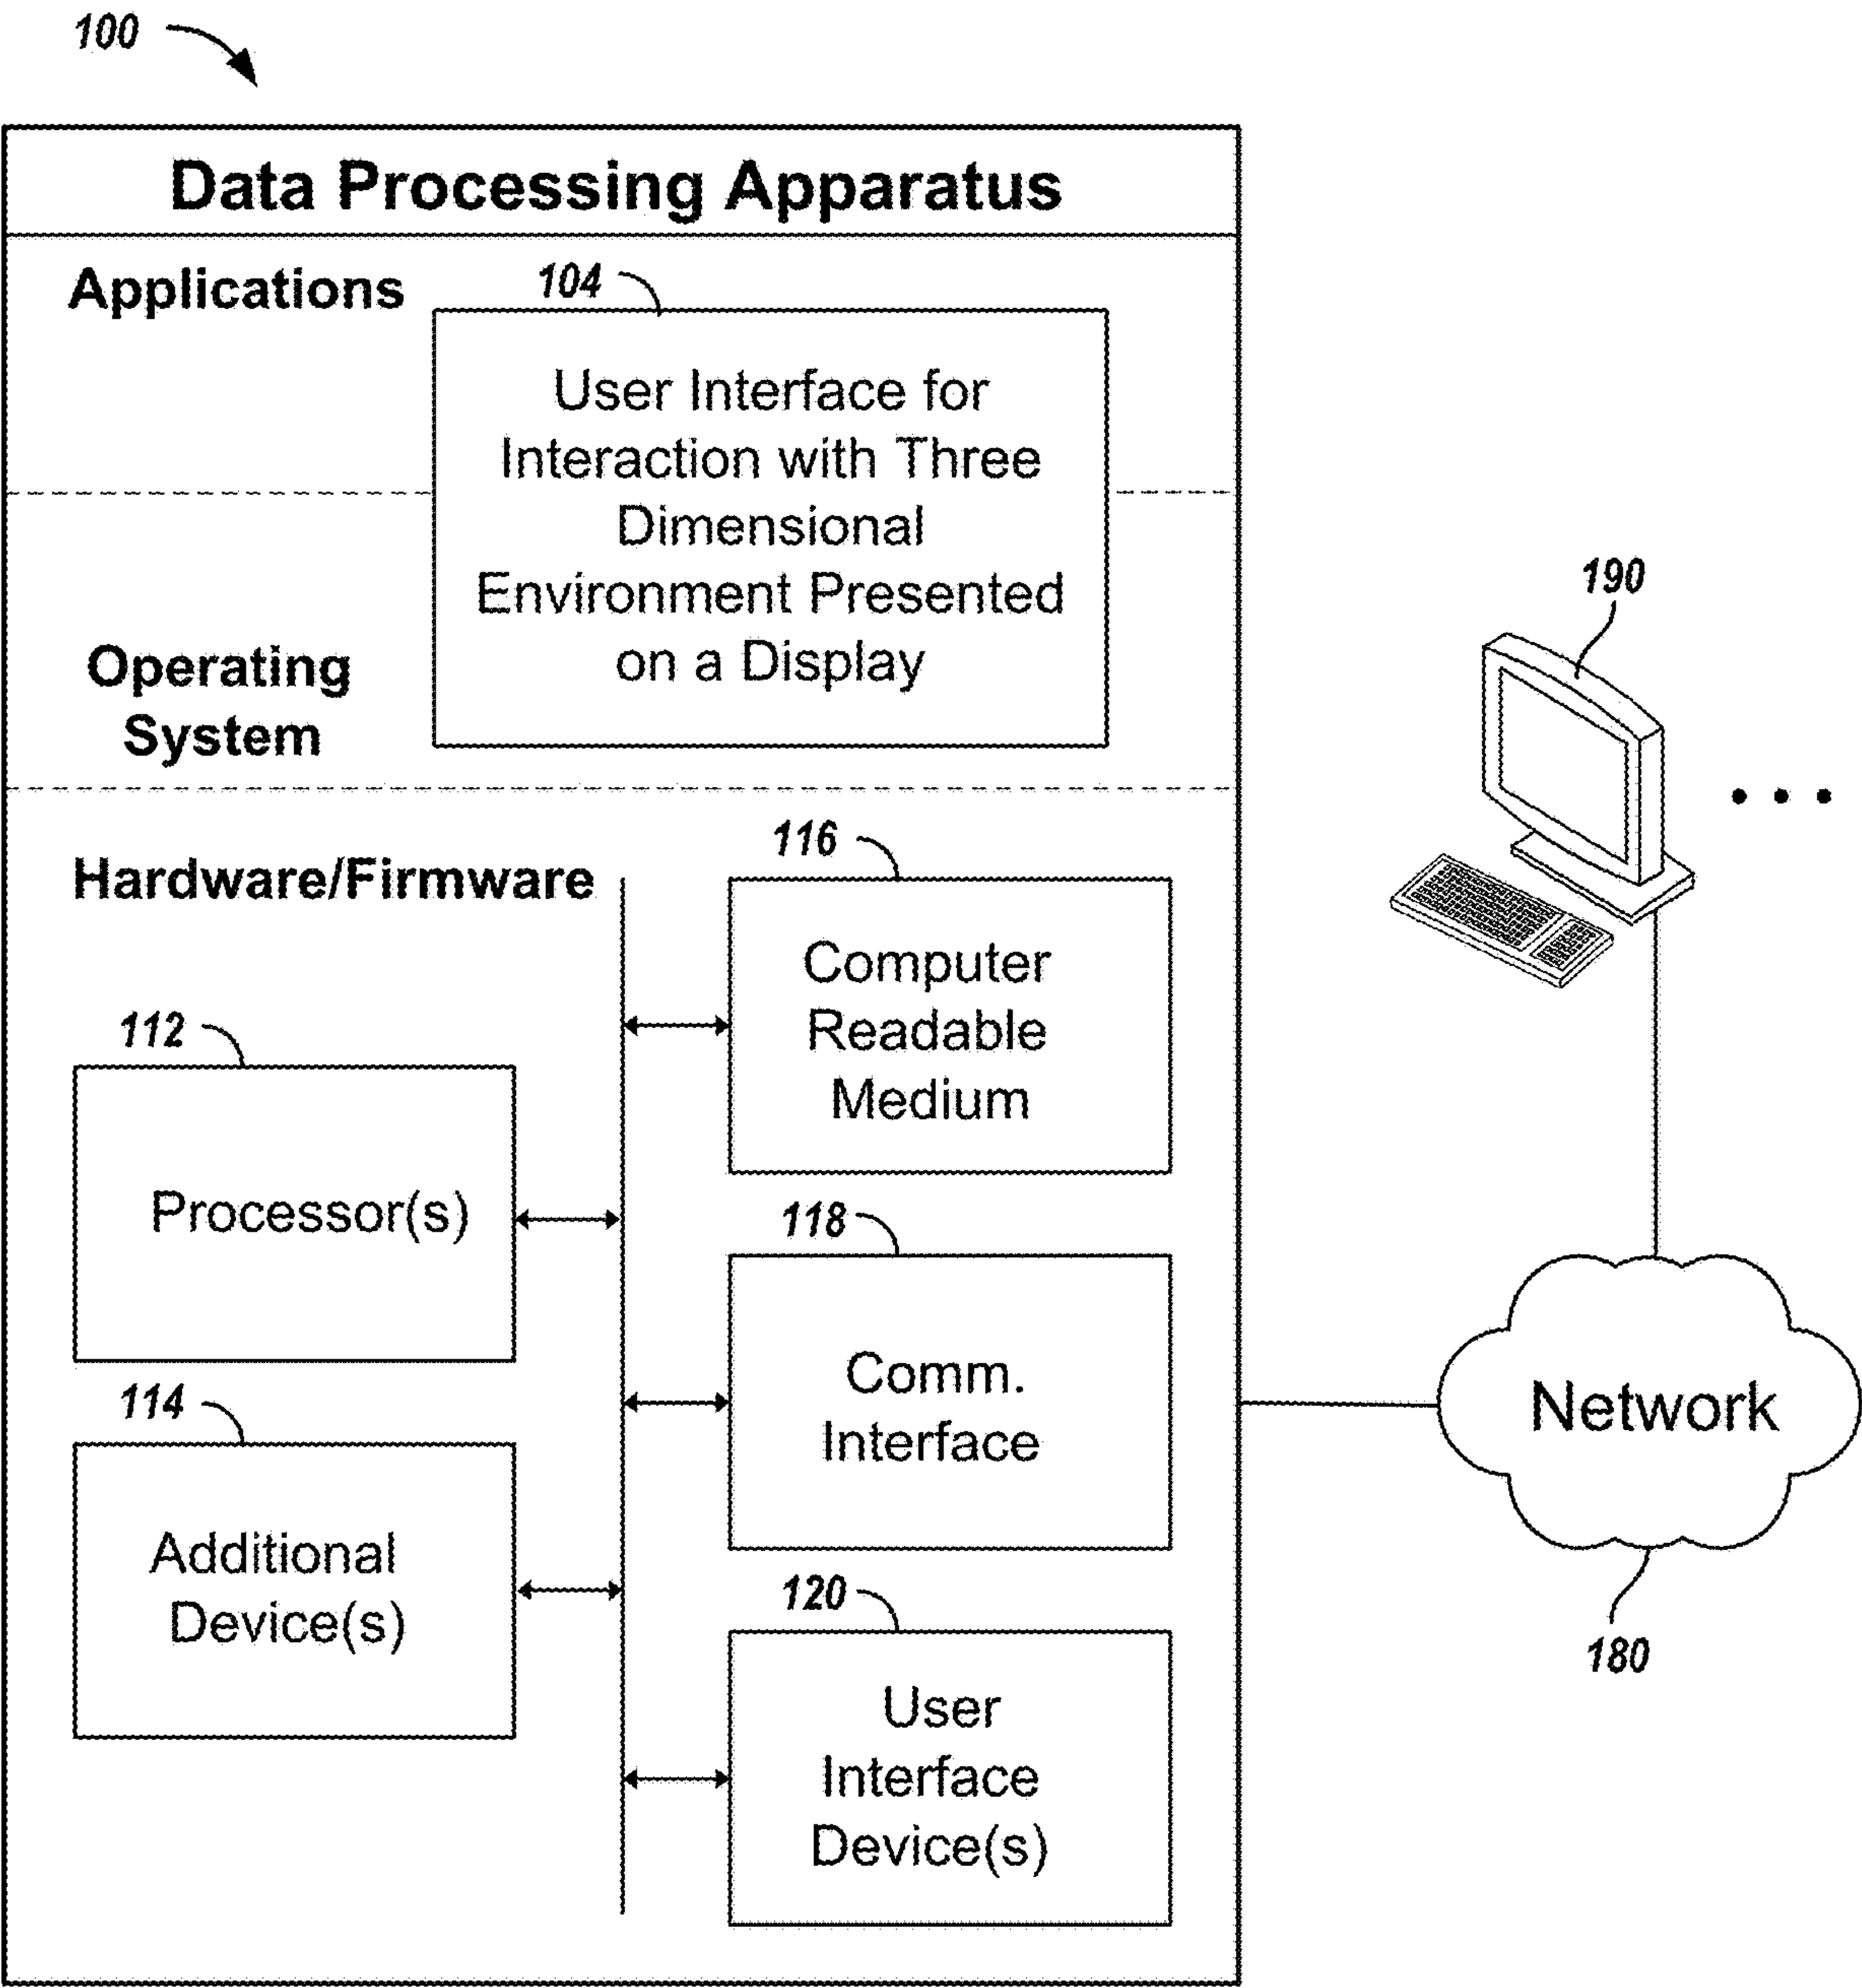 100
Data Processing Apparatus
Applications
104
User Interface for
Interaction with Three
Dimensional
Environment Presented
on a Display
Operating
System
190
Hardware/Firmware
116
Computer
Readable
Medium
112
Processor(s)
118
Comm.
Interface
Network
180
114
Additional
Device(s)
120
User
Interface
Device(s)